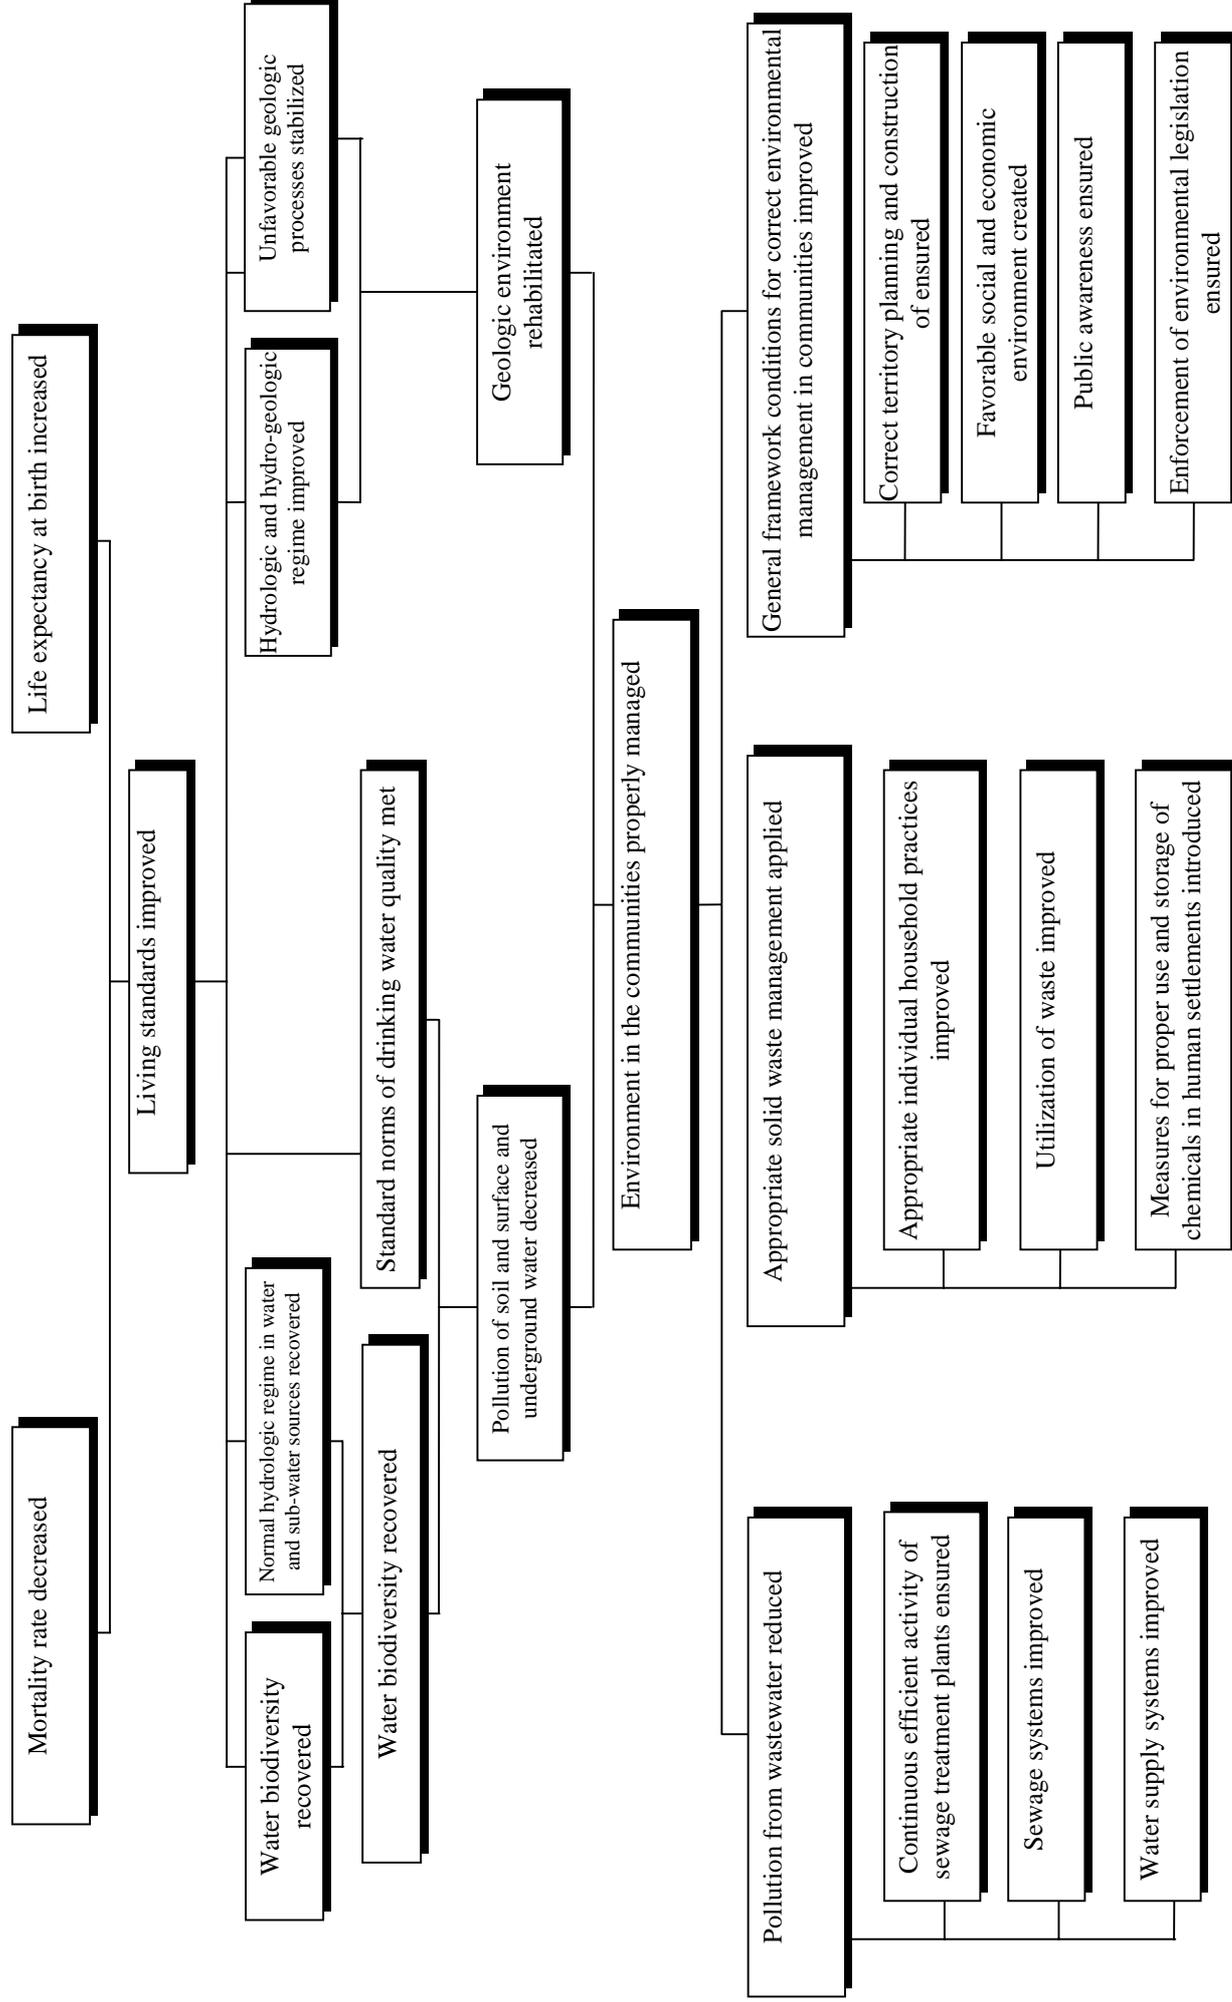 Mortality rate decreased
Life expectancy at birth increased
Living standards improved
Water biodiversity
recovered
Normal hydrologic regime in water
and sub-water sources recovered
Hydrologic and hydro-geologic
regime improved
Unfavorable geologic
processes stabilized
Water biodiversity recovered
Standard norms of drinking water quality met
Pollution of soil and surface and
underground water decreased
Geologic environment
rehabilitated
Environment in the communities properly managed
Pollution from wastewater reduced
Continuous efficient activity of
sewage treatment plants ensured
Sewage systems improved
Water supply systems improved
Appropriate solid waste management applied
Appropriate individual household practices
improved
Utilization of waste improved
Measures for proper use and storage of
chemicals in human settlements introduced
General framework conditions for correct environmental
management in communities improved
Correct territory planning and construction
of ensured
Favorable social and economic
environment created
Public awareness ensured
Enforcement of environmental legislation
ensured